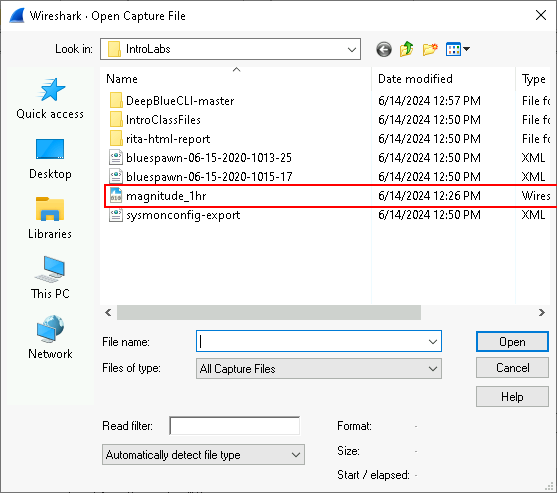 Wireshark · Open Capture File
Look in: IntroLabs
Name Date modified Type
DeepBlueCLI-master 6/14/2024 12:57 PM File fo
IntroClassFiles 6/14/2024 12:50 PM File fo
rita-html-report 6/14/2024 12:50 PM File fo
bluespawn-06-15-2020-1013-25 6/14/2024 12:50 PM XML
bluespawn-06-15-2020-1015-17 6/14/2024 12:50 PM XML
magnitude_1hr 6/14/2024 12:26 PM Wires
sysmonconfig-export 6/14/2024 12:50 PM XML
Quick access
Desktop
Libraries
This PC
Network
File name: Open
Files of type: All Capture Files Cancel
Help
Read filter: Format: -
Automatically detect file type Size: -
Start / elapsed: -